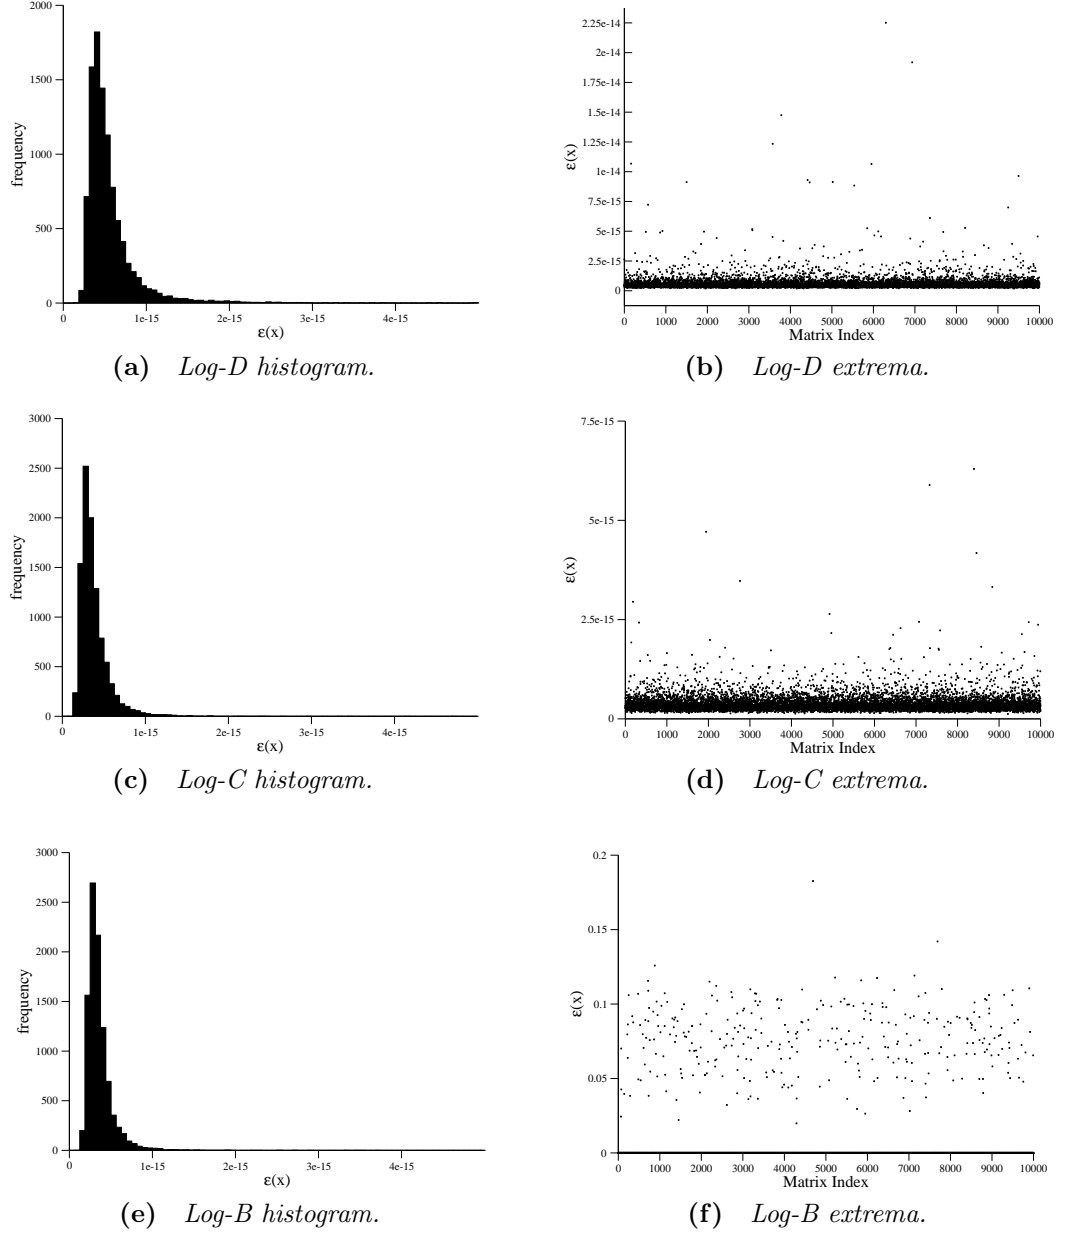 2000
1500
1000
500
0
frequency
0
1e-15
2e-15
3e-15
4e-15
ε(x)
(a) Log-D histogram.
2.25e-14
2e-14
1.75e-14
1.5e-14
1.25e-14
1e-14
7.5e-15
5e-15
2.5e-15
0
ε(x)
0 1000 2000 3000 4000 5000 6000 7000 8000 9000 10000
Matrix Index
(b) Log-D extrema.
3000
2500
2000
1500
1000
500
0
frequency
0
1e-15
2e-15
3e-15
4e-15
ε(x)
(c) Log-C histogram.
7.5e-15
5e-15
2.5e-15
0
ε(x)
0 1000 2000 3000 4000 5000 6000 7000 8000 9000 10000
Matrix Index
(d) Log-C extrema.
3000
2500
2000
1500
1000
500
0
frequency
0
1e-15
2e-15
3e-15
4e-15
ε(x)
(e) Log-B histogram.
0.2
0.15
0.1
0.05
0
ε(x)
0 1000 2000 3000 4000 5000 6000 7000 8000 9000 10000
Matrix Index
(f) Log-B extrema.